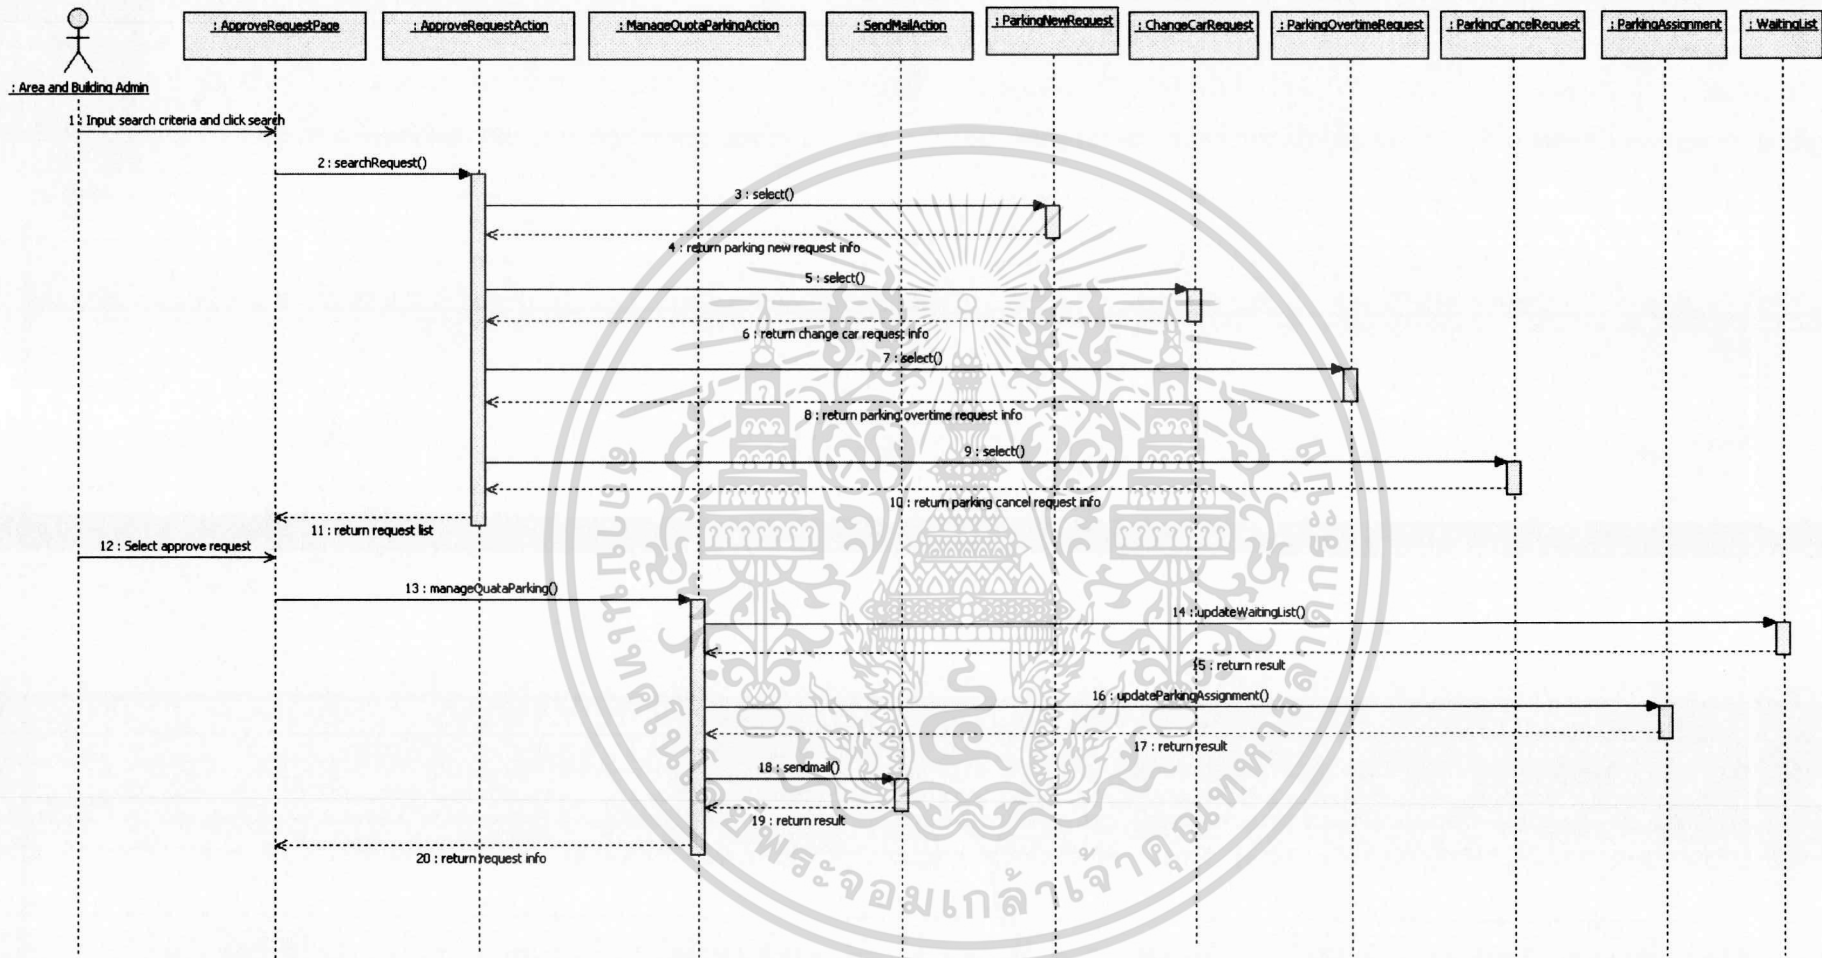 : ApproveRequestPage
: ApproveRequestAction
: ManageQuotaParkingAction
: SendMailAction
: ParkingNewRequest
: ChangeCarRequest
: ParkingOvertimeRequest
: ParkingCancelRequest
: ParkingAssignment
: WaitingList
: Area and Building Admin
1 : Input search criteria and click search
2 : searchRequest()
3 : select()
4 : return parking new request info
5 : select()
6 : return change car request info
7 : select()
8 : return parking overtime request info
9 : select()
10 : return parking cancel request info
11 : return request list
12 : Select approve request
13 : manageQuataParking()
14 : updateWaitingList()
15 : return result
16 : updateParkingAssignment()
17 : return result
18 : sendmail()
19 : return result
20 : return request info